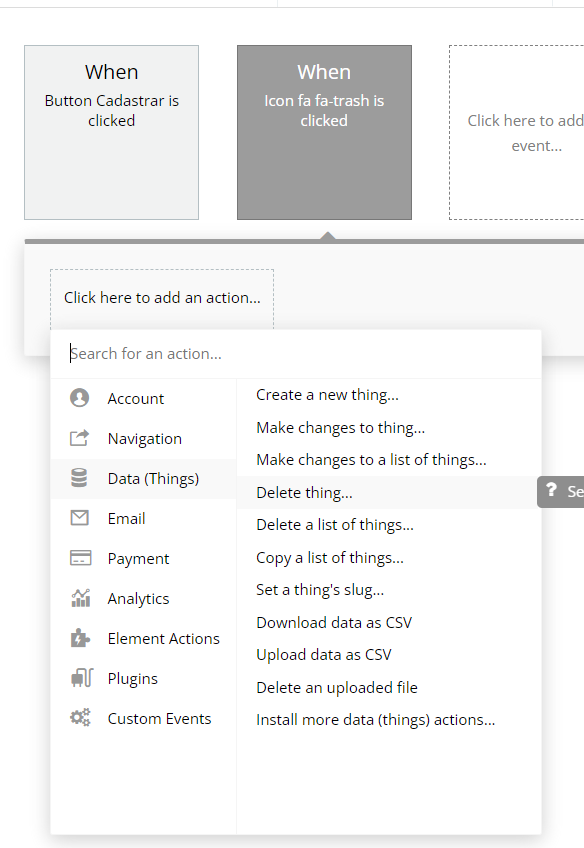 When
Button Cadastrar is
clicked
When
Icon fa fa-trash is
clicked
Click here to add
event...
Click here to add an action...
Search for an action...
Account
Navigation
Data (Things)
Email
Payment
Analytics
Element Actions
Plugins
Custom Events
Create a new thing...
Make changes to thing...
Make changes to a list of things...
Delete thing...
Delete a list of things...
Copy a list of things...
Set a thing's slug...
Download data as CSV
Upload data as CSV
Delete an uploaded file
Install more data (things) actions...
? Se